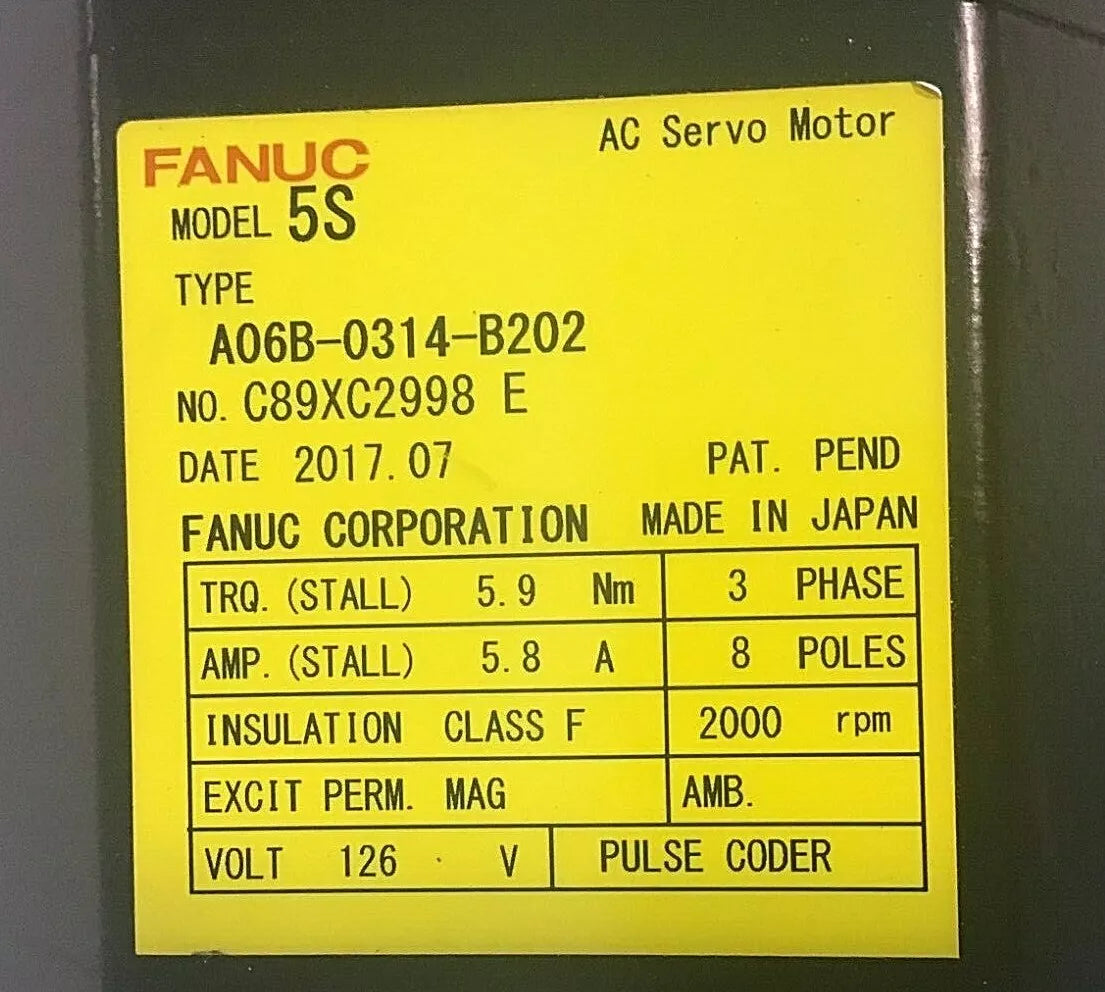 AC Servo Motor
FANUC
MODEL 5S
TYPE
A06B-0314-B202
NO. C89XC2998 E
DATE 2017.07 PAT. PEND
FANUC CORPORATION MADE IN JAPAN
TRQ. (STALL) 5.9 Nm 3 PHASE
AMP. (STALL) 5.8 A 8 POLES
INSULATION CLASS F 2000 rpm
EXCIT PERM. MAG AMB.
VOLT 126 V PULSE CODER